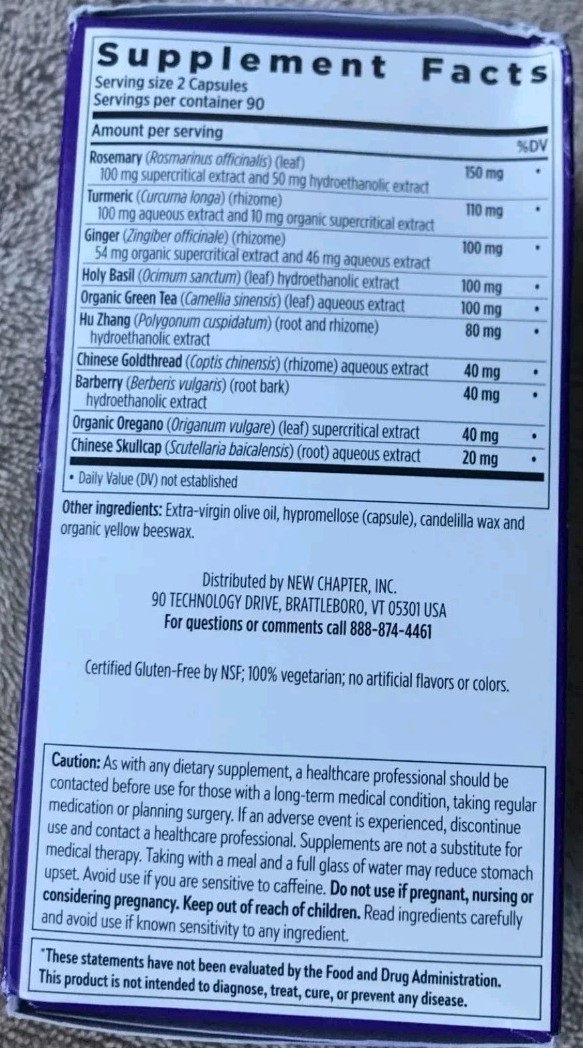 Supplement Facts
Serving size 2 Capsules
Servings per container 90
Amount per serving %DV
Rosemary (Rosmarinus officinalis) (leaf)
100 mg supercritical extract and 50 mg hydroethanolic extract 150 mg •
Turmeric (Curcuma longa) (rhizome)
100 mg aqueous extract and 10 mg organic supercritical extract 110 mg •
Ginger (Zingiber officinale) (rhizome)
54 mg organic supercritical extract and 46 mg aqueous extract 100 mg •
Holy Basil (Ocimum sanctum) (leaf) hydroethanolic extract 100 mg •
Organic Green Tea (Camellia sinensis) (leaf) aqueous extract 100 mg •
Hu Zhang (Polygonum cuspidatum) (root and rhizome) 80 mg •
hydroethanolic extract
Chinese Goldthread (Coptis chinensis) (rhizome) aqueous extract 40 mg •
Barberry (Berberis vulgaris) (root bark) 40 mg •
hydroethanolic extract
Organic Oregano (Origanum vulgare) (leaf) supercritical extract 40 mg •
Chinese Skullcap (Scutellaria baicalensis) (root) aqueous extract 20 mg •
• Daily Value (DV) not established
Other ingredients: Extra-virgin olive oil, hypromellose (capsule), candelilla wax and
organic yellow beeswax.
Distributed by NEW CHAPTER, INC.
90 TECHNOLOGY DRIVE, BRATTLEBORO, VT 05301 USA
For questions or comments call 888-874-4461
Certified Gluten-Free by NSF; 100% vegetarian; no artificial flavors or colors.
Caution: As with any dietary supplement, a healthcare professional should be
contacted before use for those with a long-term medical condition, taking regular
medication or planning surgery. If an adverse event is experienced, discontinue
use and contact a healthcare professional. Supplements are not a substitute for
medical therapy. Taking with a meal and a full glass of water may reduce stomach
upset. Avoid use if you are sensitive to caffeine. Do not use if pregnant, nursing or
considering pregnancy. Keep out of reach of children. Read ingredients carefully
and avoid use if known sensitivity to any ingredient.
*These statements have not been evaluated by the Food and Drug Administration.
This product is not intended to diagnose, treat, cure, or prevent any disease.